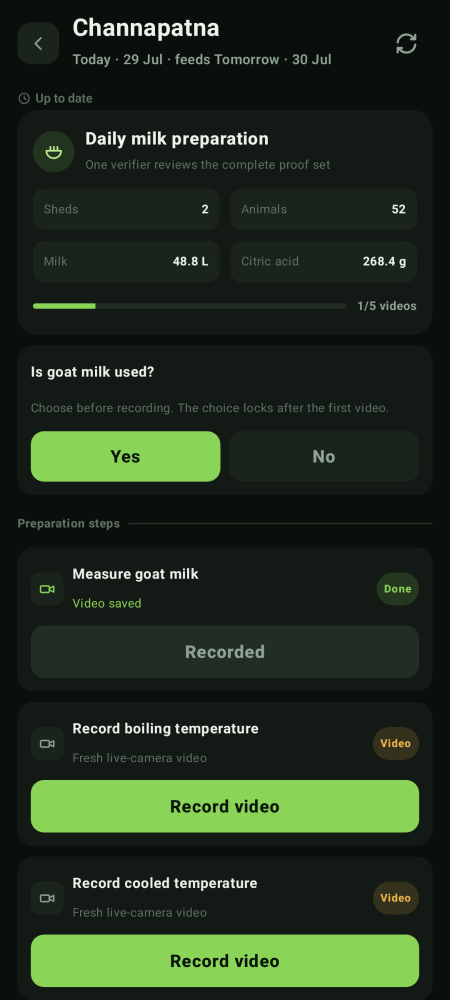 Channapatna
Today · 29 Jul · feeds Tomorrow · 30 Jul
Up to date
Daily milk preparation
One verifier reviews the complete proof set
Sheds 2
Animals 52
Milk 48.8 L
Citric acid 268.4 g
1/5 videos
Is goat milk used?
Choose before recording. The choice locks after the first video.
Yes
No
Preparation steps
Measure goat milk
Video saved
Done
Recorded
Record boiling temperature
Fresh live-camera video
Video
Record video
Record cooled temperature
Fresh live-camera video
Video
Record video